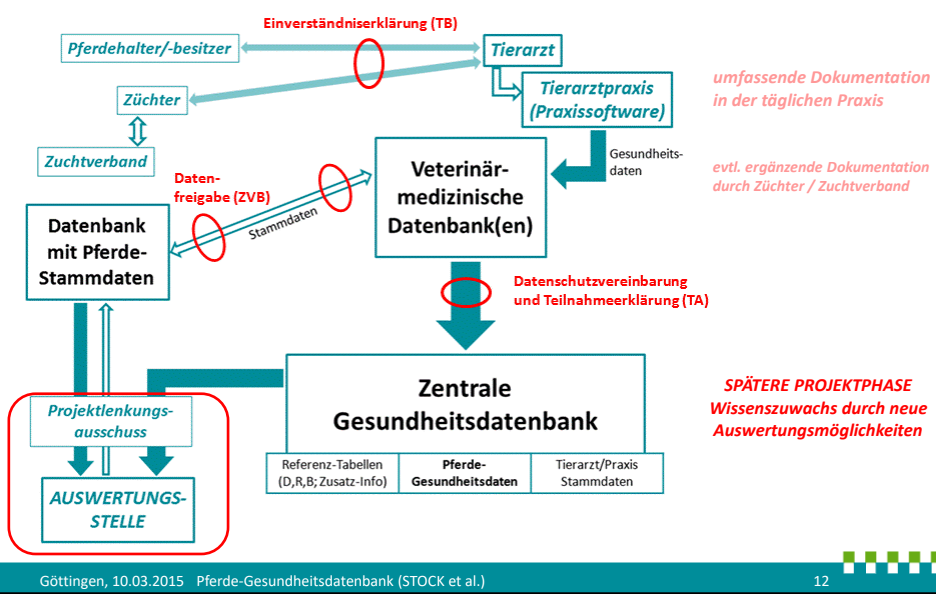 Einverständniserklärung (TB)
Pferdehalter/-besitzer
Tierarzt
Tierarztpraxis
(Praxissoftware)
umfassende Dokumentation
in der täglichen Praxis
Züchter
Zuchtverband
Gesundheits-
daten
evtl. ergänzende Dokumentation
durch Züchter / Zuchtverband
Daten-
freigabe (ZVB)
Stammdaten
Veterinär-
medizinische
Datenbank(en)
Datenbank
mit Pferde-
Stammdaten
Datenschutzvereinbarung
und Teilnahmeerklärung (TA)
Zentrale
Gesundheitsdatenbank
SPÄTERE PROJEKTPHASE
Wissenszuwachs durch neue
Auswertungsmöglichkeiten
Projektlenkungs-
ausschuss
Referenz-Tabellen
(D,R,B; Zusatz-Info)
Pferde-
Gesundheitsdaten
Tierarzt/Praxis
Stammdaten
AUSWERTUNGS-
STELLE
Göttingen, 10.03.2015 Pferde-Gesundheitsdatenbank (STOCK et al.)
12